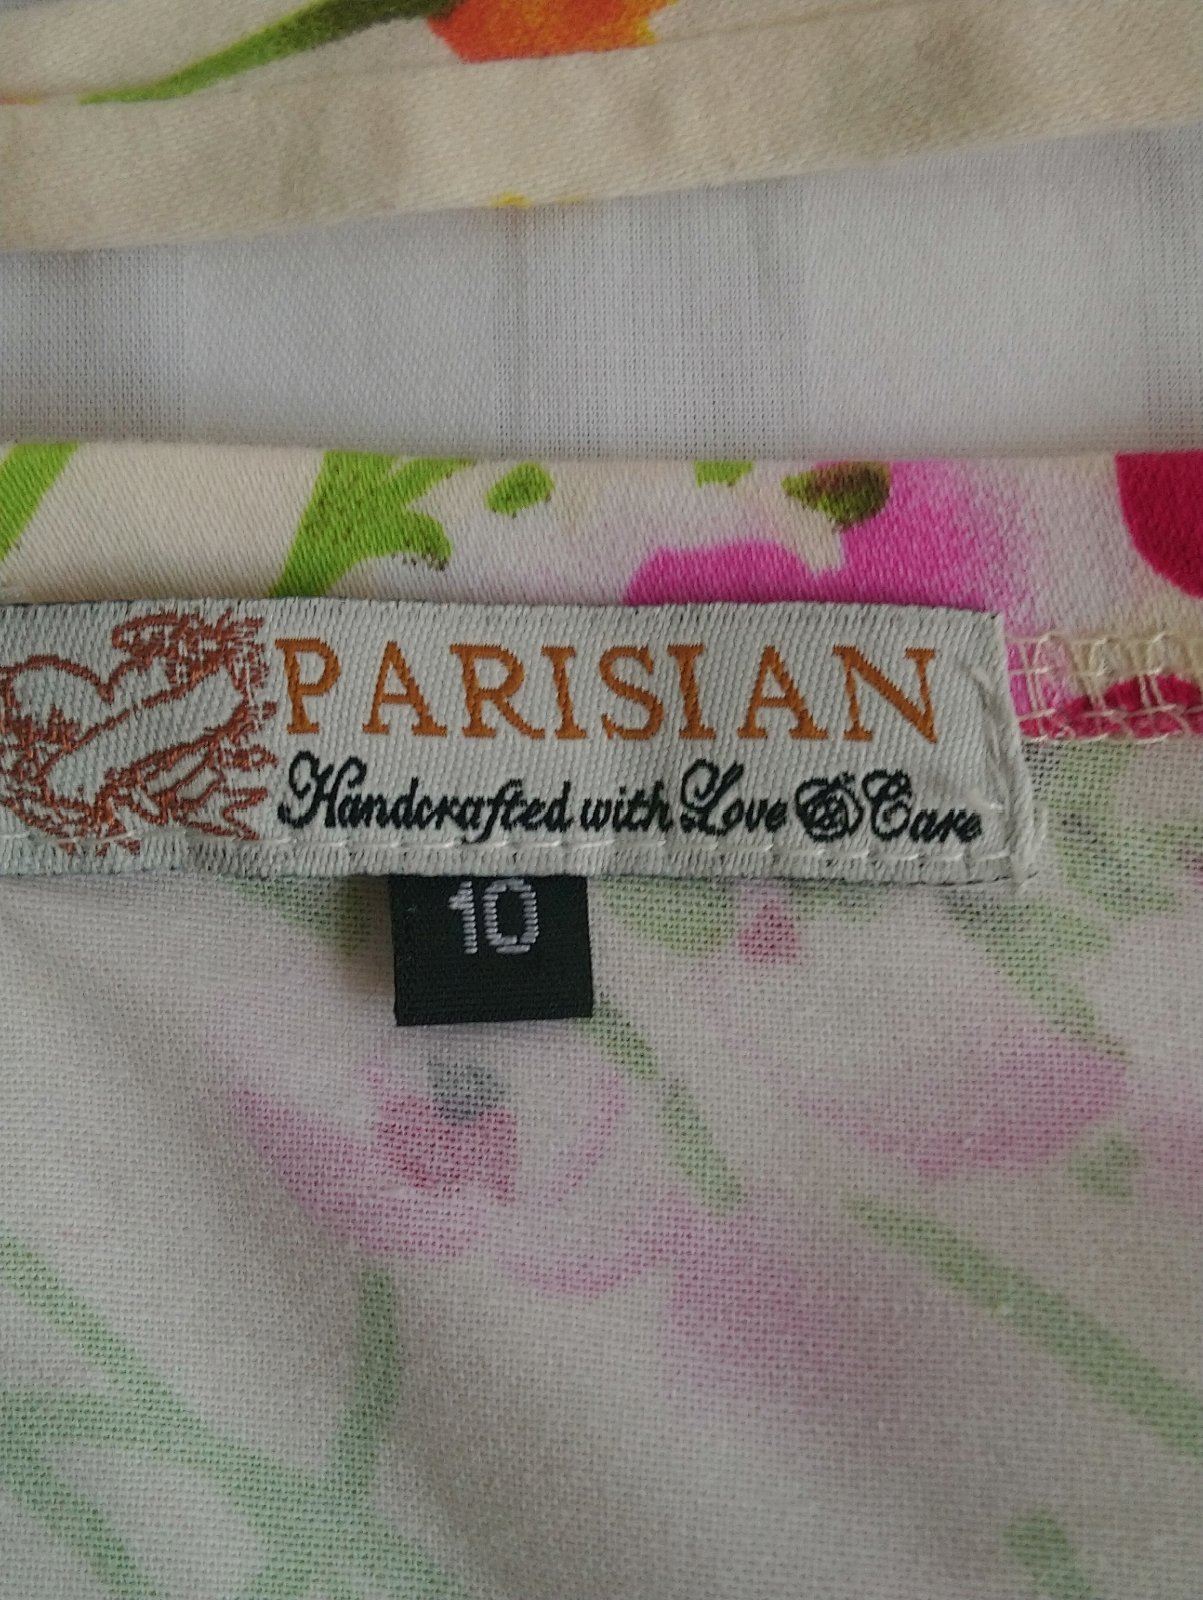 PARISIAN
Handcrafted with Love & Care
10